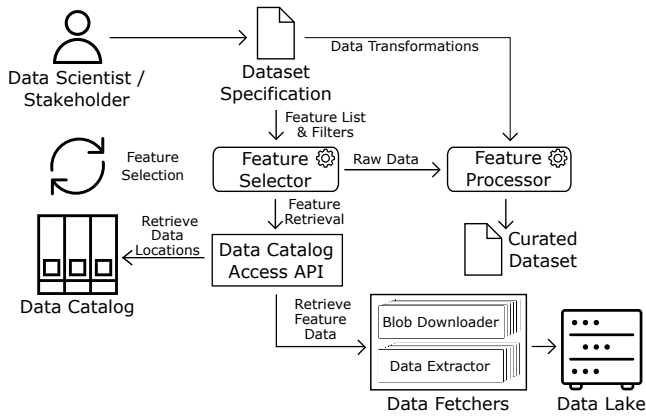 Data Transformations
Data Scientist /
Stakeholder
Dataset
Specification
Feature List
& Filters
Feature
Selection
Feature
Selector
Raw Data
Feature
Processor
Feature
Retrieval
Retrieve
Data
Locations
Data Catalog
Access API
Curated
Dataset
Data Catalog
Retrieve
Feature
Data
Blob Downloader
Data Extractor
Data Fetchers
Data Lake